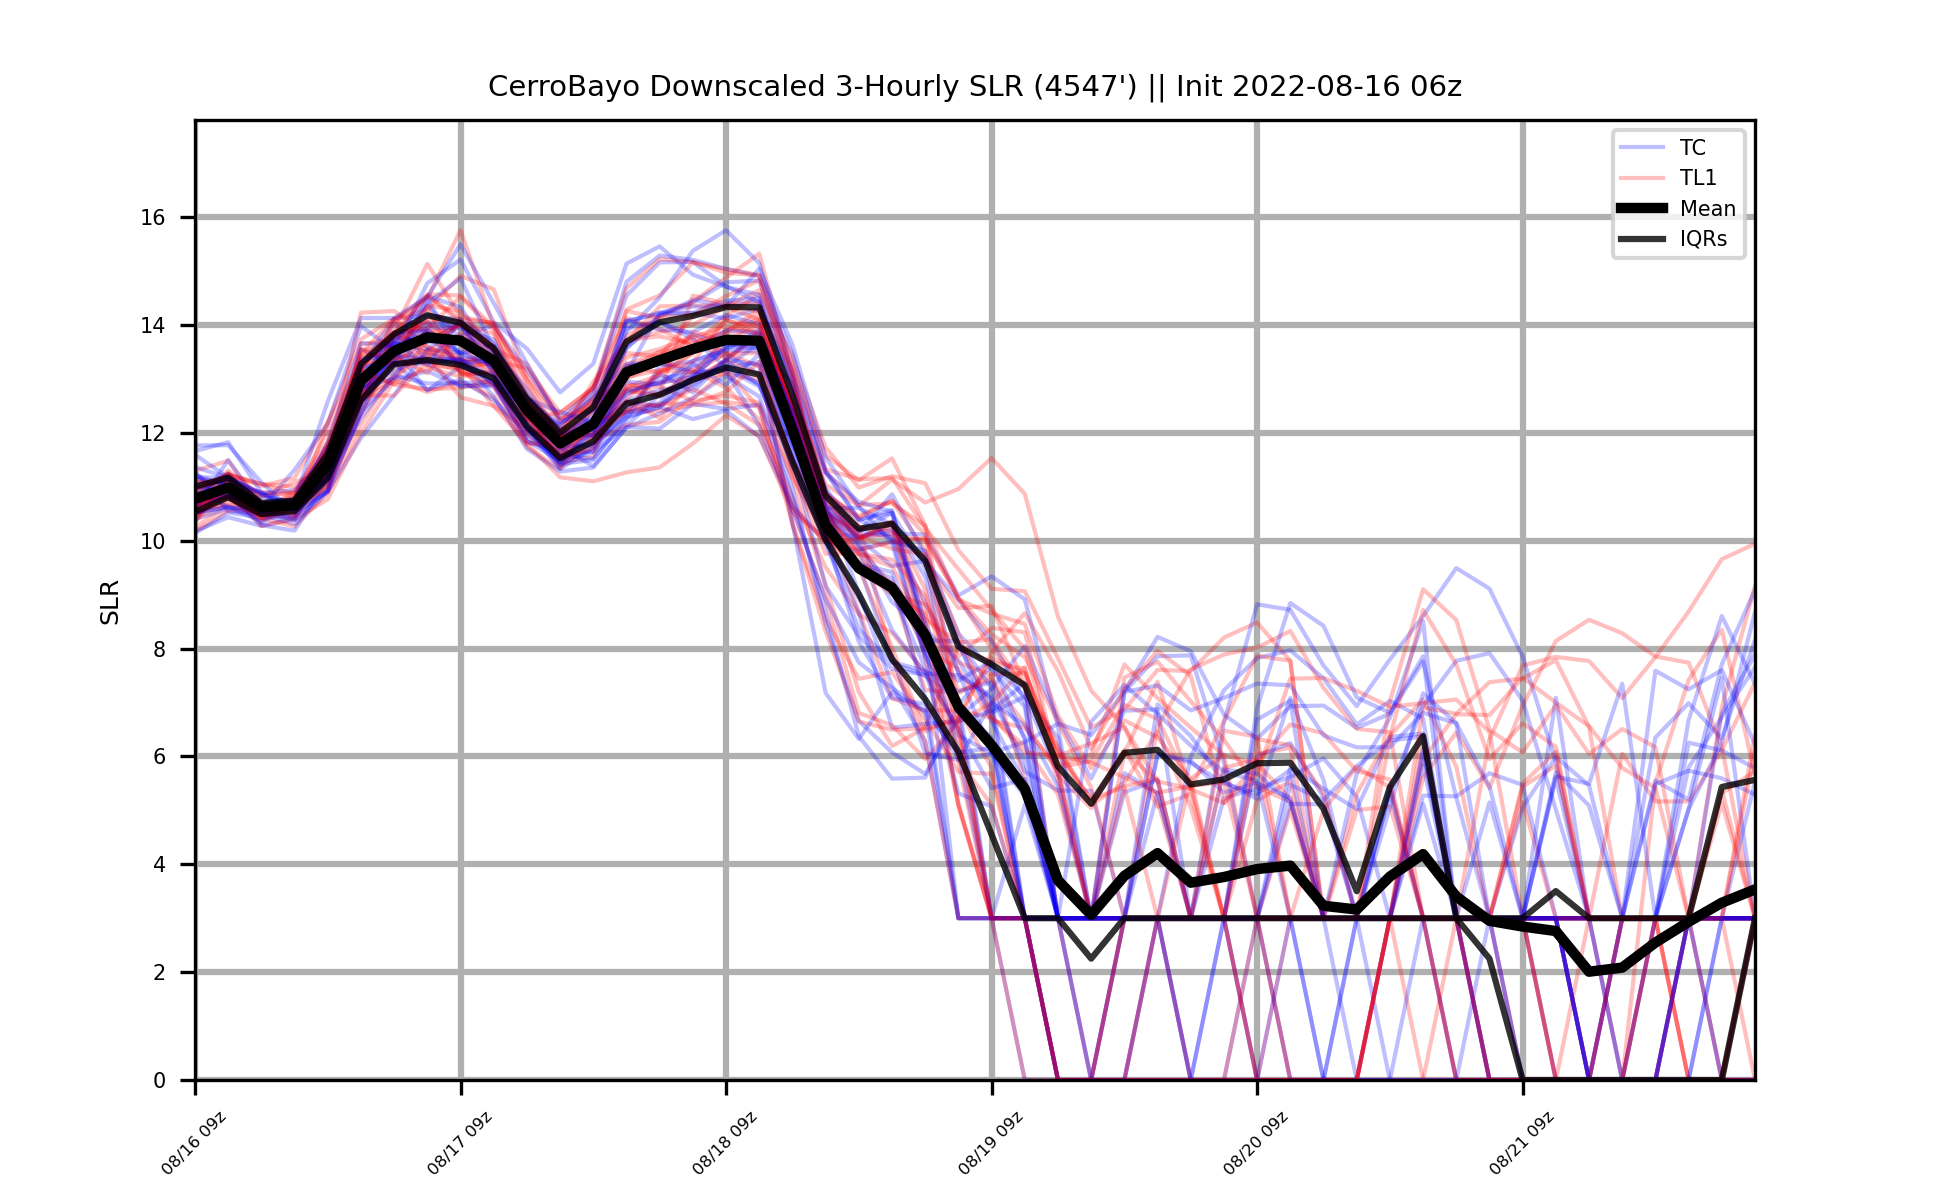 CerroBayo Downscaled 3-Hourly SLR (4547') || Init 2022-08-16 06z
TC
TL1
Mean
IQRs
16
14
12
10
8
6
4
2
0
SLR
08/16 09z
08/17 09z
08/18 09z
08/19 09z
08/20 09z
08/21 09z